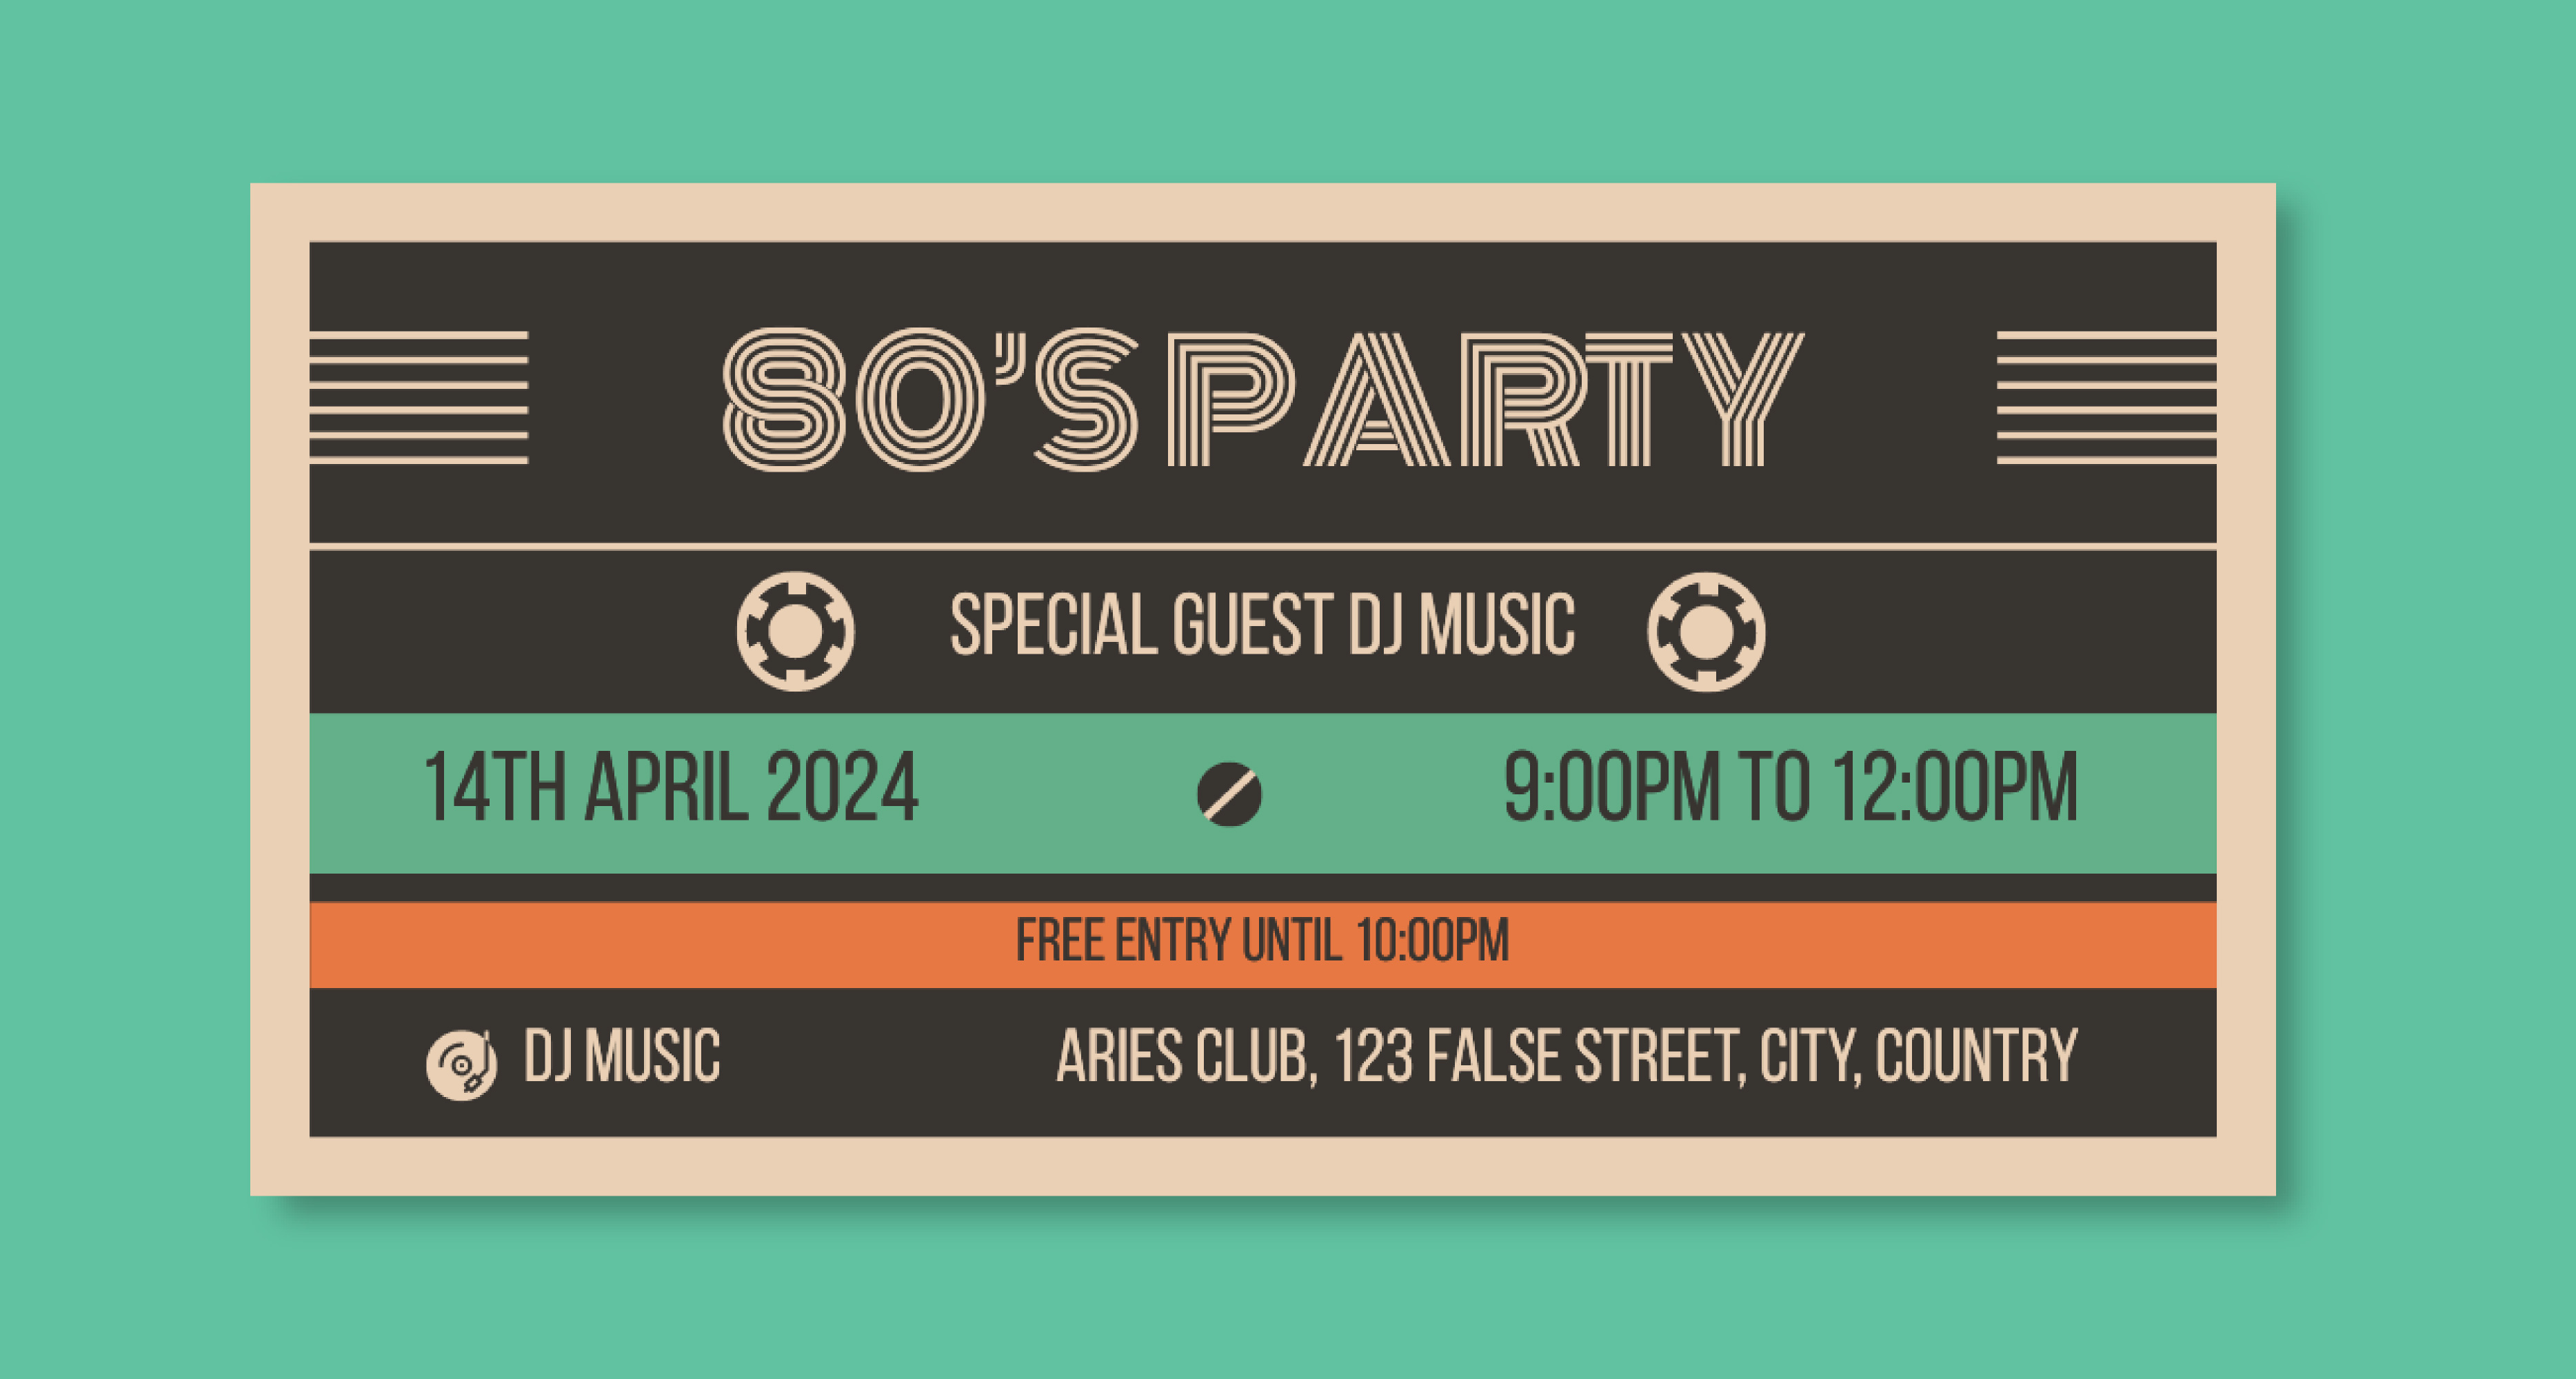 80'S PARTY
SPECIAL GUEST DJ MUSIC
14TH APRIL 2024
9:00PM TO 12:00PM
FREE ENTRY UNTIL 10:00PM
DJ MUSIC
ARIES CLUB, 123 FALSE STREET, CITY, COUNTRY